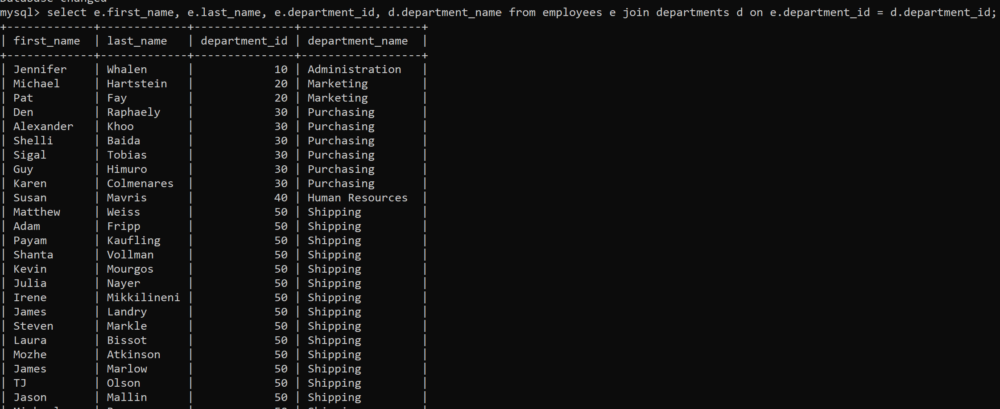 Database changed
mysql> select e.first_name, e.last_name, e.department_id, d.department_name from employees e join departments d on e.department_id = d.department_id;
+-------------+-------------+---------------+------------------+
| first_name  | last_name   | department_id | department_name  |
+-------------+-------------+---------------+------------------+
| Jennifer    | Whalen      |            10 | Administration   |
| Michael     | Hartstein   |            20 | Marketing        |
| Pat         | Fay         |            20 | Marketing        |
| Den         | Raphaely    |            30 | Purchasing       |
| Alexander   | Khoo        |            30 | Purchasing       |
| Shelli      | Baida       |            30 | Purchasing       |
| Sigal       | Tobias      |            30 | Purchasing       |
| Guy         | Himuro      |            30 | Purchasing       |
| Karen       | Colmenares  |            30 | Purchasing       |
| Susan       | Mavris      |            40 | Human Resources  |
| Matthew     | Weiss       |            50 | Shipping         |
| Adam        | Fripp       |            50 | Shipping         |
| Payam       | Kaufling    |            50 | Shipping         |
| Shanta      | Vollman     |            50 | Shipping         |
| Kevin       | Mourgos     |            50 | Shipping         |
| Julia       | Nayer       |            50 | Shipping         |
| Irene       | Mikkilineni |            50 | Shipping         |
| James       | Landry      |            50 | Shipping         |
| Steven      | Markle      |            50 | Shipping         |
| Laura       | Bissot      |            50 | Shipping         |
| Mozhe       | Atkinson    |            50 | Shipping         |
| James       | Marlow      |            50 | Shipping         |
| TJ          | Olson       |            50 | Shipping         |
| Jason       | Mallin      |            50 | Shipping         |